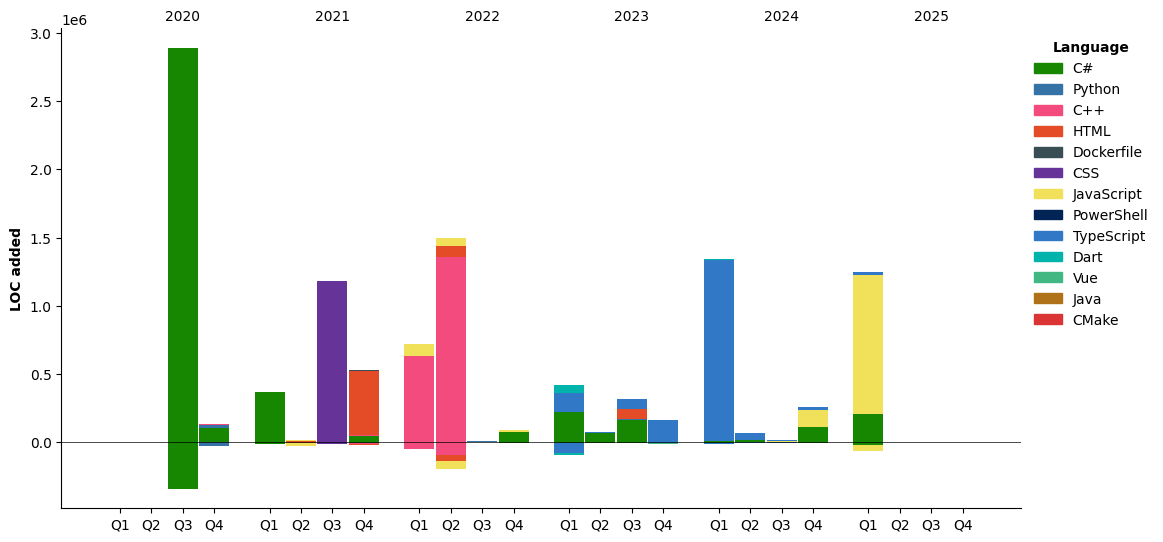 1e6
2020 2021 2022 2023 2024 2025
3.0
2.5
2.0
1.5
1.0
0.5
0.0
LOC added
Q1 Q2 Q3 Q4 Q1 Q2 Q3 Q4 Q1 Q2 Q3 Q4 Q1 Q2 Q3 Q4 Q1 Q2 Q3 Q4 Q1 Q2 Q3 Q4
Language
C#
Python
C++
HTML
Dockerfile
CSS
JavaScript
PowerShell
TypeScript
Dart
Vue
Java
CMake